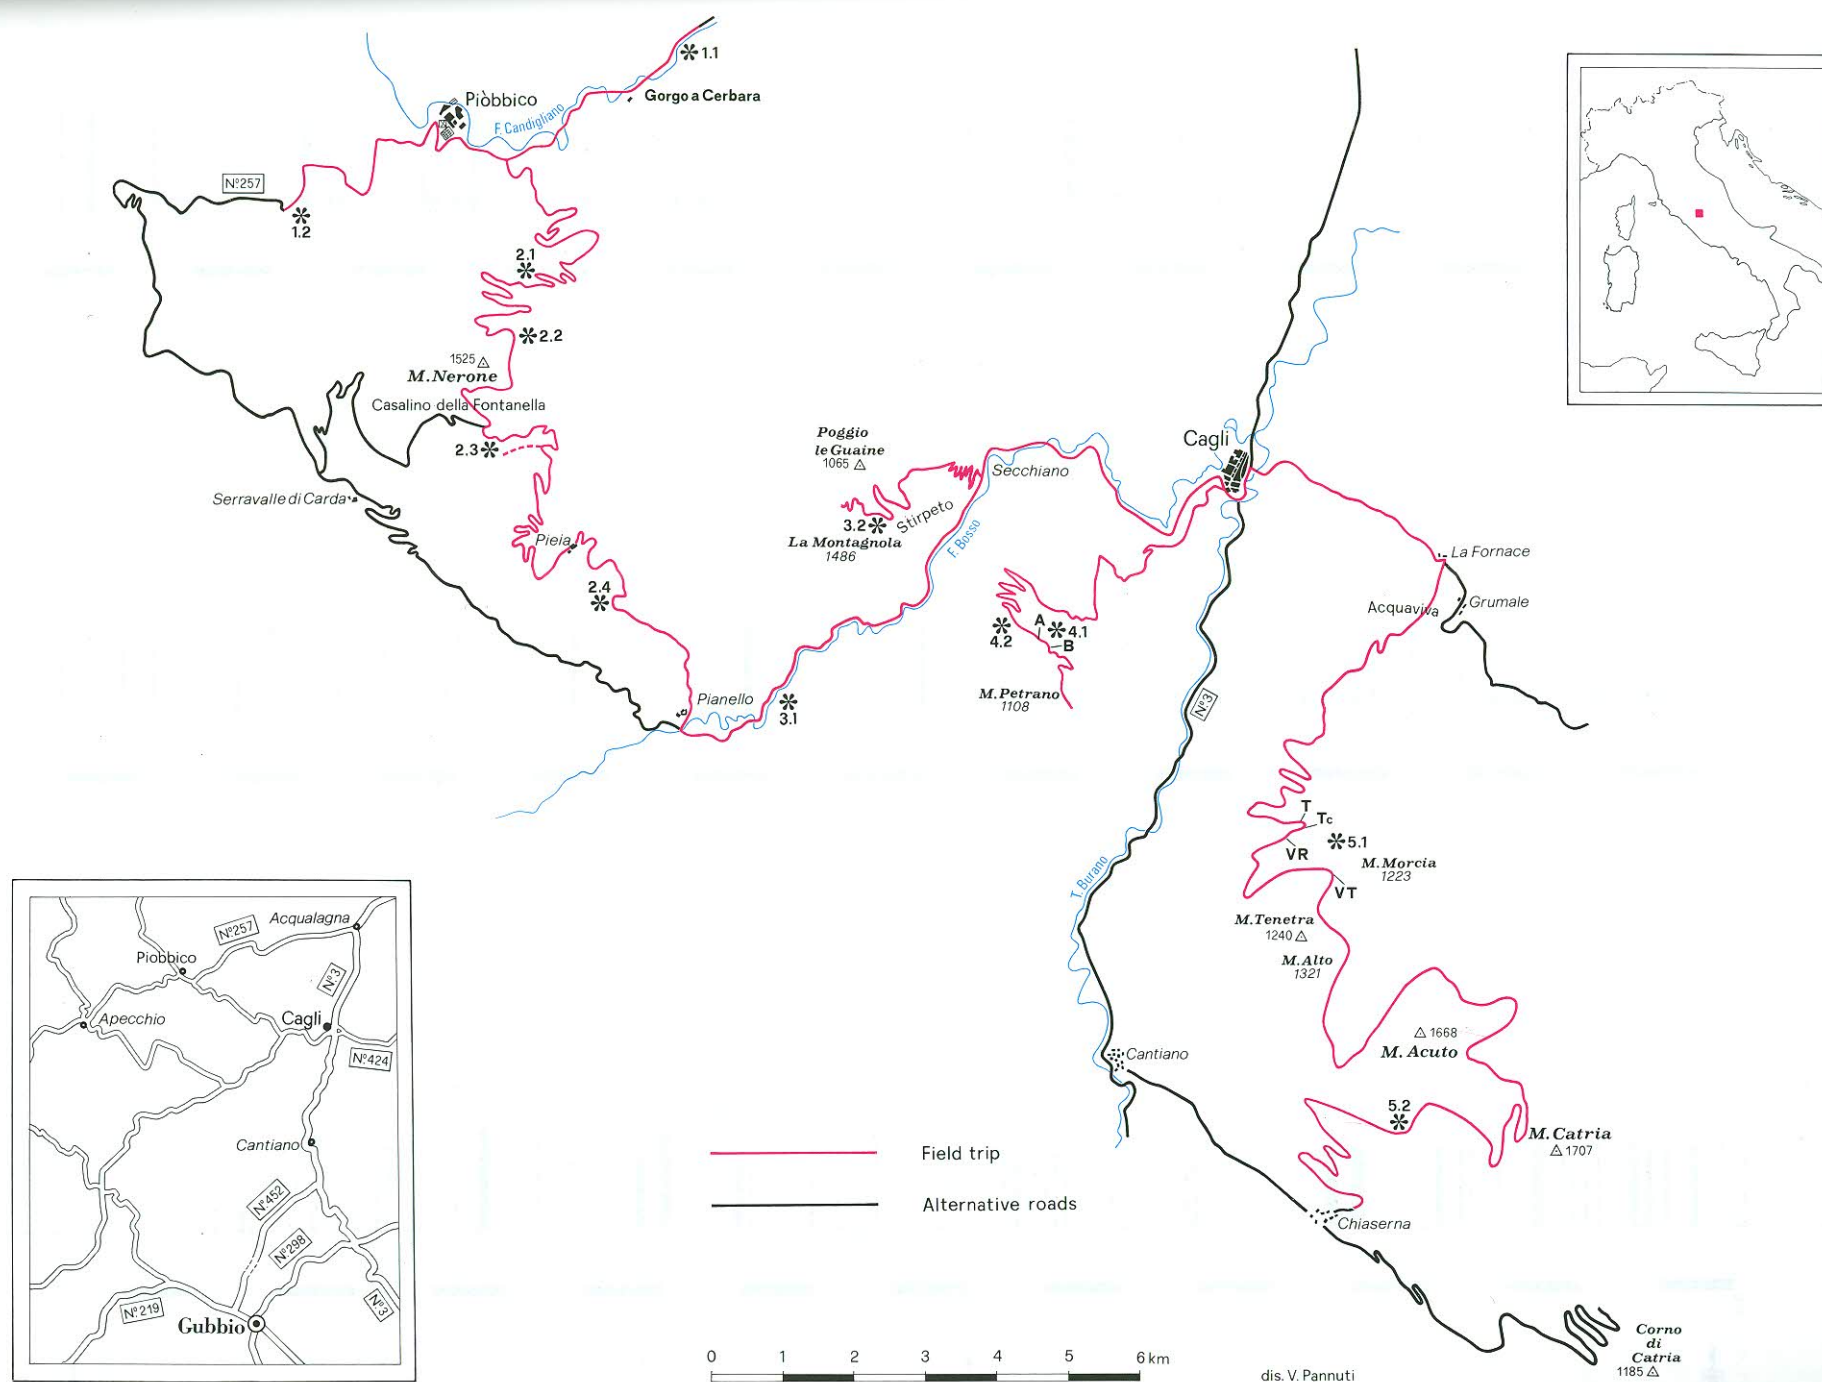 1.1
Piòbbico
Gorgo a Cerbara
F. Candigliano
N°257
1.2
2.1
2.2
1525
M.Nerone
Casalino della Fontanella
2.3
Serravalle di Carda
Pieia
2.4
Pianello
3.1
Poggio
le Guaine
1065
3.2
Stirpeto
La Montagnola
1486
Secchiano
F. Bosso
Cagli
4.2
A
4.1
B
M.Petrano
1108
N°3
La Fornace
Acquaviva
Grumale
T
Tc
5.1
VR
M.Morcia
1223
VT
M.Tenetra
1240
M.Alto
1321
T. Burano
1668
M. Acuto
Cantiano
5.2
M.Catria
1707
Chiaserna
Corno
di
Catria
1185
Field trip
Alternative roads
0 1 2 3 4 5 6 km
dis. V. Pannuti
Acqualagna
N°257
Piobbico
N°3
Apecchio
Cagli
N°424
Cantiano
N°452
N°298
N°219
N°3
Gubbio